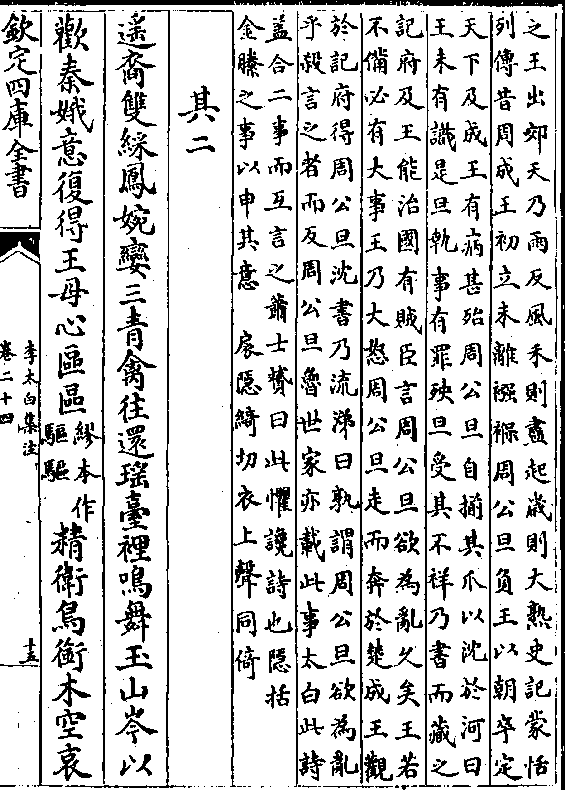 之王出郊天乃雨反風禾則盡起歲則大熟史記蒙恬
列傳昔周成王初立未離襁褓周公旦負王以朝卒定
天下及成王有病甚殆周公旦自揃其爪以沈於河曰
王未有識是旦執事有罪殃旦受其不祥乃書而藏之
記府及王能治國有賊臣言周公旦欲為亂久矣王若
不備必有大事王乃大怒周公旦走而奔於楚成王觀
於記府得周公旦沈書乃流涕曰孰謂周公旦欲為亂
乎殺言之者而反周公旦魯世家亦載此事太白此詩
葢合二事而互言之蕭士贇曰此懼讒詩也隱括
金縢之事以申其意 扆隱綺切衣上聲同倚
其二
遥裔雙綵鳳婉孌三青禽往還瑶臺裡鳴舞玉山岑以
歡秦娥意復得王母心區區
繆本作
驅驅
精衛鳥銜木空哀
欽定四庫全書
李太白集注
卷二十四
十五